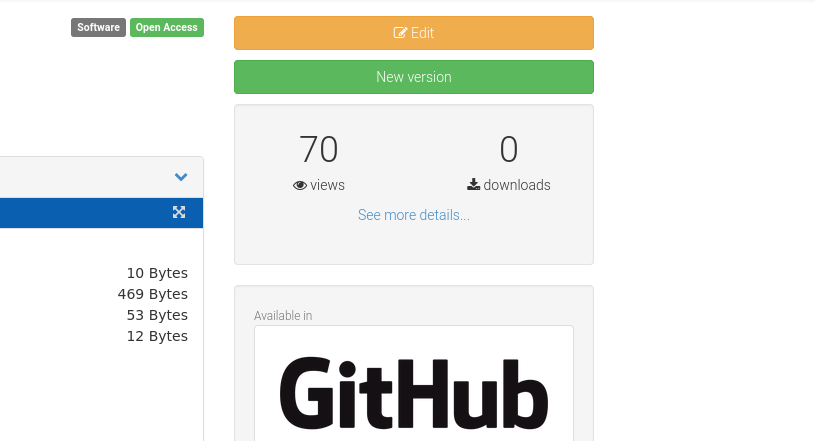 Software Open Access
Edit
New version
70
views
0
downloads
See more details...
10 Bytes
469 Bytes
53 Bytes
12 Bytes
Available in
GitHub